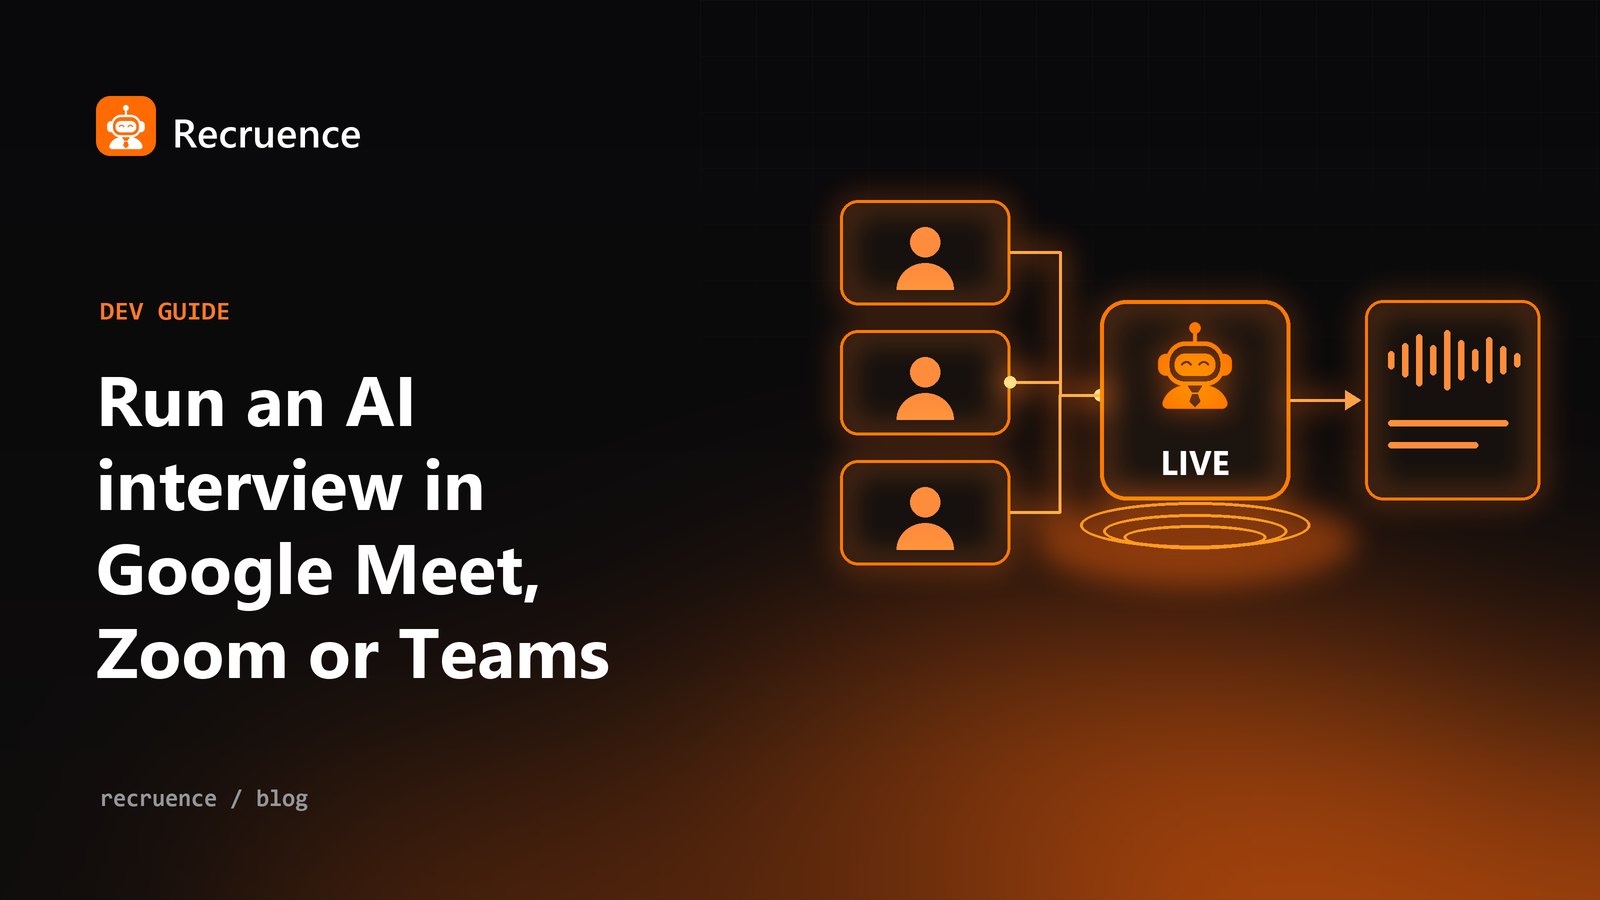 Recruence
DEV GUIDE
Run an AI
interview in
Google Meet,
Zoom or Teams
recruence / blog
LIVE